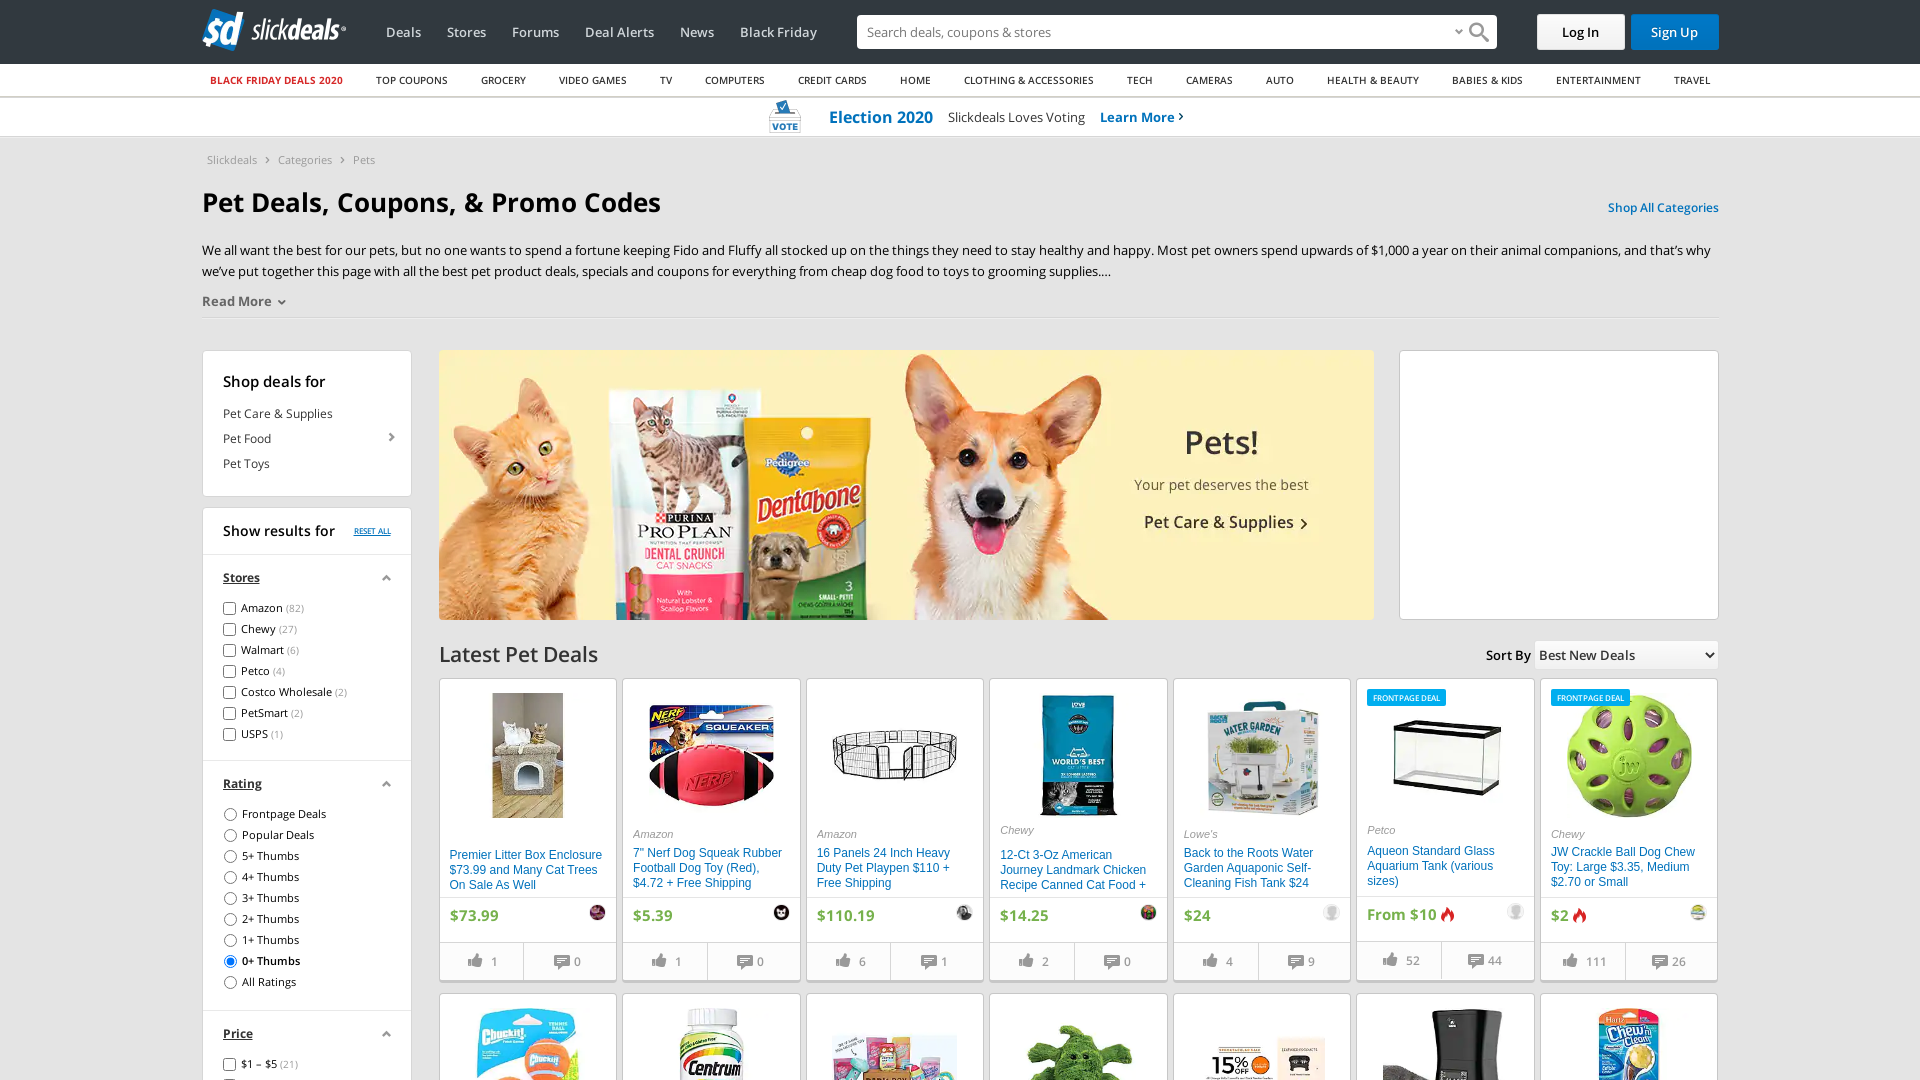 sd slickdeals
Deals
Stores
Forums
Deal Alerts
News
Black Friday
Search deals, coupons & stores
Log In
Sign Up
BLACK FRIDAY DEALS 2020
TOP COUPONS
GROCERY
VIDEO GAMES
TV
COMPUTERS
CREDIT CARDS
HOME
CLOTHING & ACCESSORIES
TECH
CAMERAS
AUTO
HEALTH & BEAUTY
BABIES & KIDS
ENTERTAINMENT
TRAVEL
VOTE
Election 2020 Slickdeals Loves Voting Learn More
Slickdeals
Categories
Pets
Pet Deals, Coupons, & Promo Codes
Shop All Categories
We all want the best for our pets, but no one wants to spend a fortune keeping Fido and Fluffy all stocked up on the things they need to stay healthy and happy. Most pet owners spend upwards of $1,000 a year on their animal companions, and that's why
we've put together this page with all the best pet product deals, specials and coupons for everything from cheap dog food to toys to grooming supplies.…
Read More
Shop deals for
Pet Care & Supplies
Pet Food
Pet Toys
Show results for RESET ALL
Stores
Amazon (82)
Chewy (27)
Walmart (6)
Petco (4)
Costco Wholesale (2)
PetSmart (2)
USPS (1)
Rating
Frontpage Deals
Popular Deals
5+ Thumbs
4+ Thumbs
3+ Thumbs
2+ Thumbs
1+ Thumbs
0+ Thumbs
All Ratings
Price
$1 – $5 (21)
PURINA
PRO PLAN
DENTAL CRUNCH
CAT SNACKS
With
Natural Lobster &
Scallop Flavors
Pedigree
Dentabone
3
SMALL-PETIT
Pets!
Your pet deserves the best
Pet Care & Supplies
Latest Pet Deals
Sort By Best New Deals
Premier Litter Box Enclosure
$73.99 and Many Cat Trees
On Sale As Well
$73.99
1
0
NERF
DOG
SQUEAKER
NERF
Amazon
7" Nerf Dog Squeak Rubber
Football Dog Toy (Red),
$4.72 + Free Shipping
$5.39
1
0
Amazon
16 Panels 24 Inch Heavy
Duty Pet Playpen $110 +
Free Shipping
$110.19
6
1
LOVE
WORLD'S BEST
Chewy
12-Ct 3-Oz American
Journey Landmark Chicken
Recipe Canned Cat Food +
$14.25
2
0
WATER GARDEN
Lowe's
Back to the Roots Water
Garden Aquaponic Self-
Cleaning Fish Tank $24
$24
4
9
FRONTPAGE DEAL
Petco
Aqueon Standard Glass
Aquarium Tank (various
sizes)
From $10
52
44
FRONTPAGE DEAL
JW
Chewy
JW Crackle Ball Dog Chew
Toy: Large $3.35, Medium
$2.70 or Small
$2
111
26
Chuckit!
Chuckit!
Centrum
15%
OFF
Hartz
Chew 'n
Clean